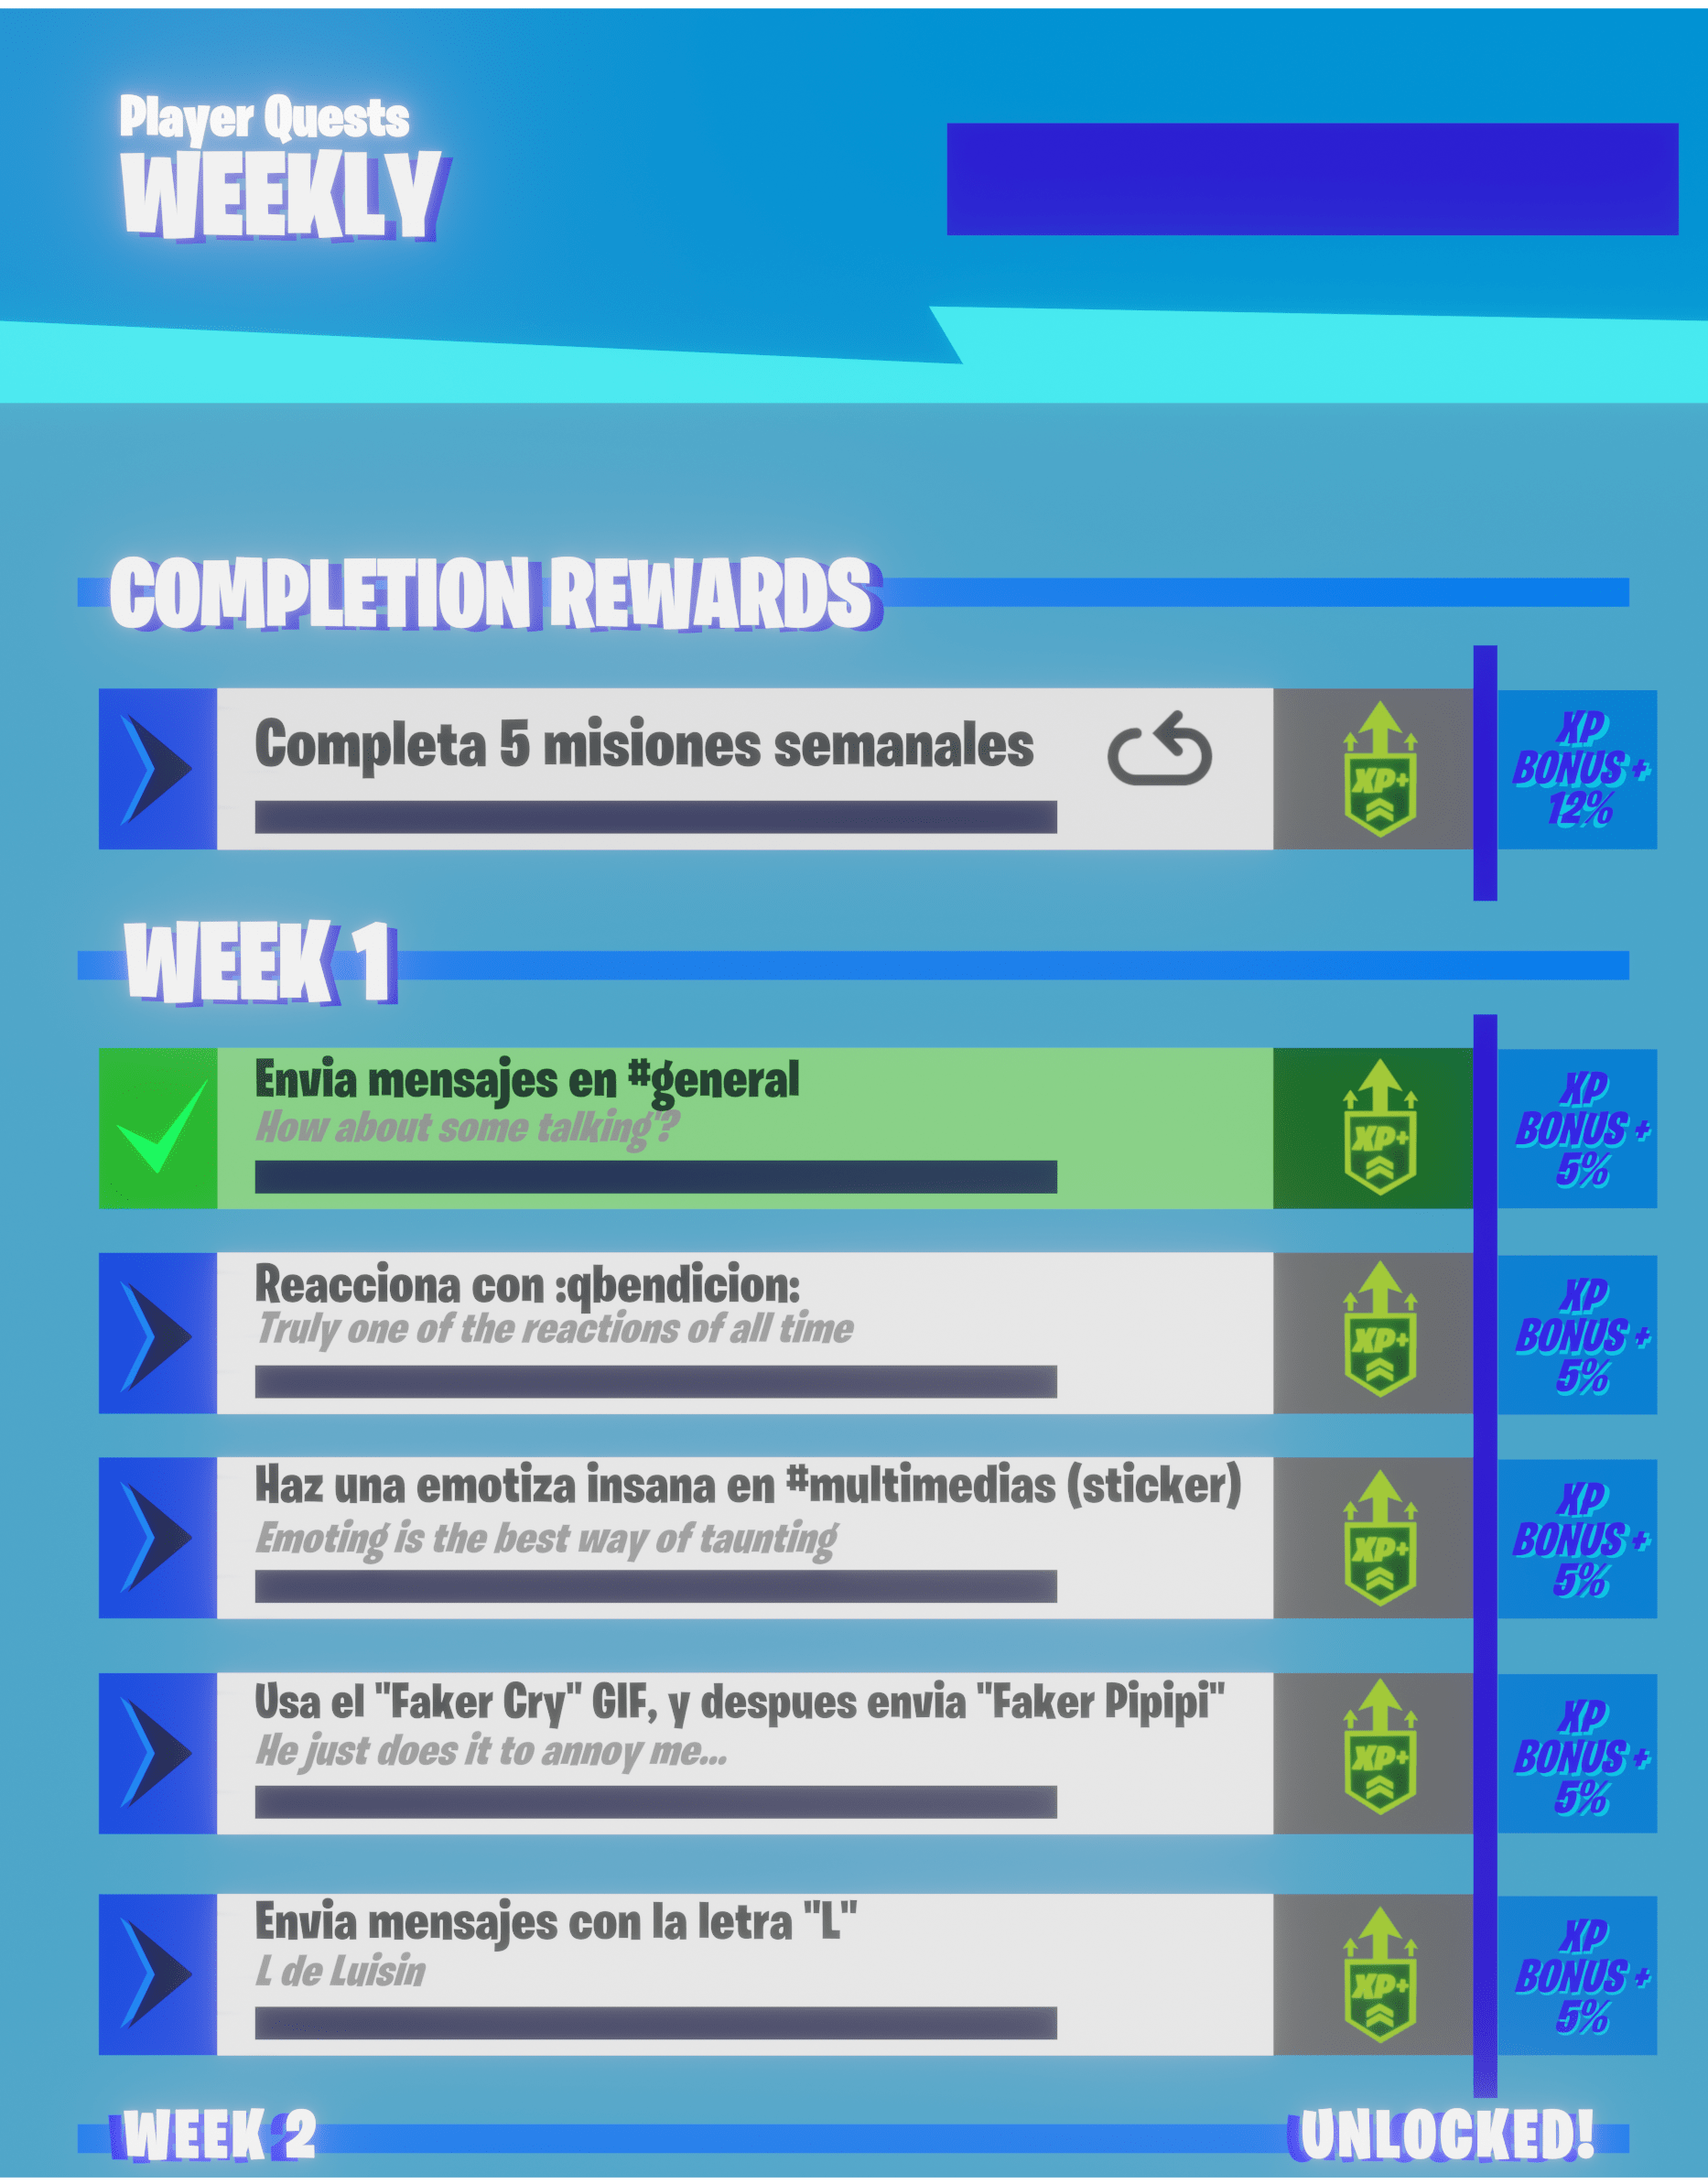 Player Quests
WEEKLY
COMPLETION REWARDS
Completa 5 misiones semanales
XP+
XP
BONUS +
12%
WEEK 1
Envia mensajes en #general
How about some talking"?
XP+
XP
BONUS +
5%
Reacciona con :qbendicion:
Truly one of the reactions of all time
XP+
XP
BONUS +
5%
Haz una emotiza insana en #multimedias (sticker)
Emoting is the best way of taunting
XP+
XP
BONUS +
5%
Usa el "Faker Cry" GIF, y despues envia "Faker Pipipi"
He just does it to annoy me...
XP+
XP
BONUS +
5%
Envia mensajes con la letra "L"
L de Luisin
XP+
XP
BONUS +
5%
WEEK 2
UNLOCKED!